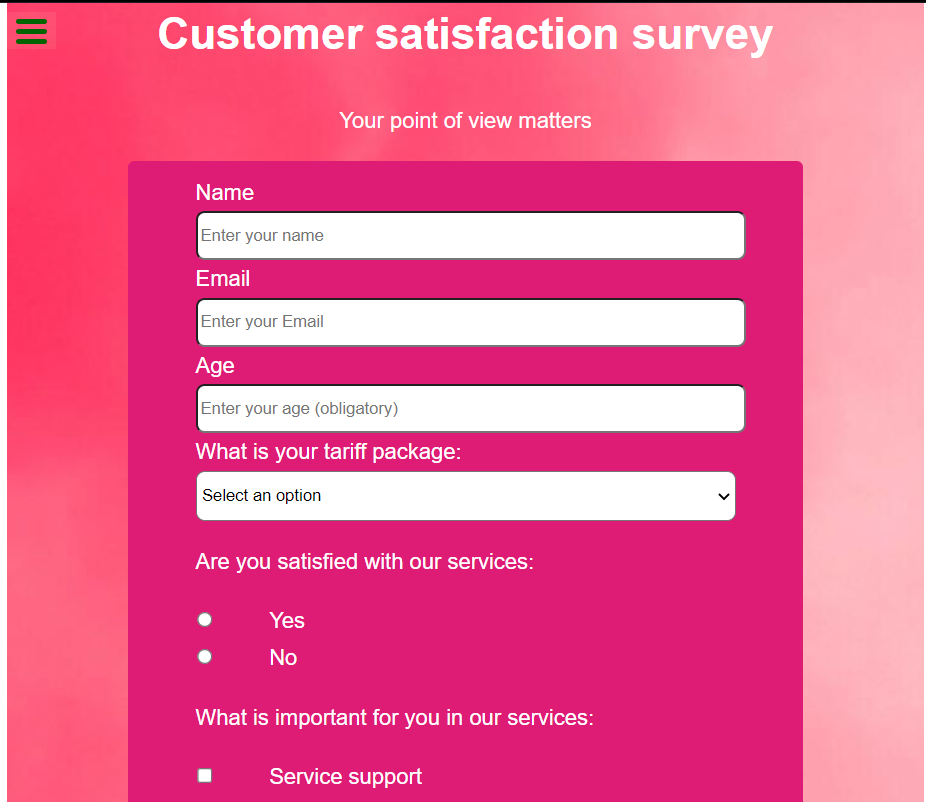 Customer satisfaction survey
Your point of view matters
Name
Enter your name
Email
Enter your Email
Age
Enter your age (obligatory)
What is your tariff package:
Select an option
Are you satisfied with our services:
Yes
No
What is important for you in our services:
Service support